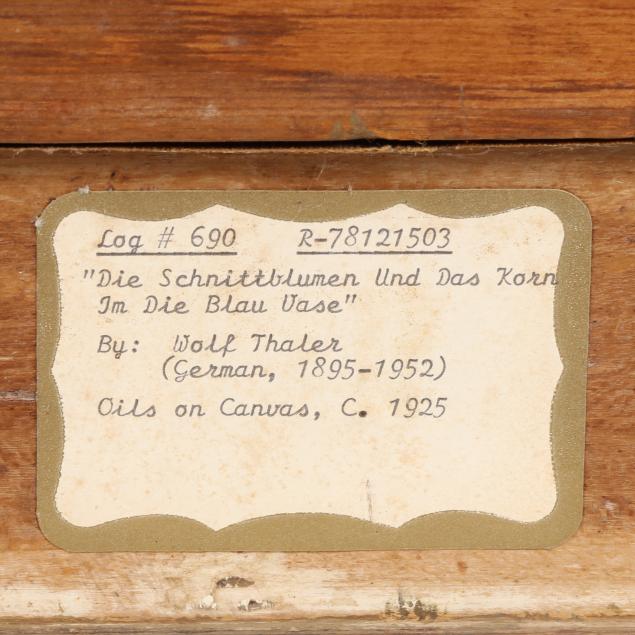 Log # 690 R-78121503
"Die Schnittblumen Und Das Korn
Im Die Blau Vase"
By: Wolf Thaler
(German, 1895-1952)
Oils on Canvas, C. 1925